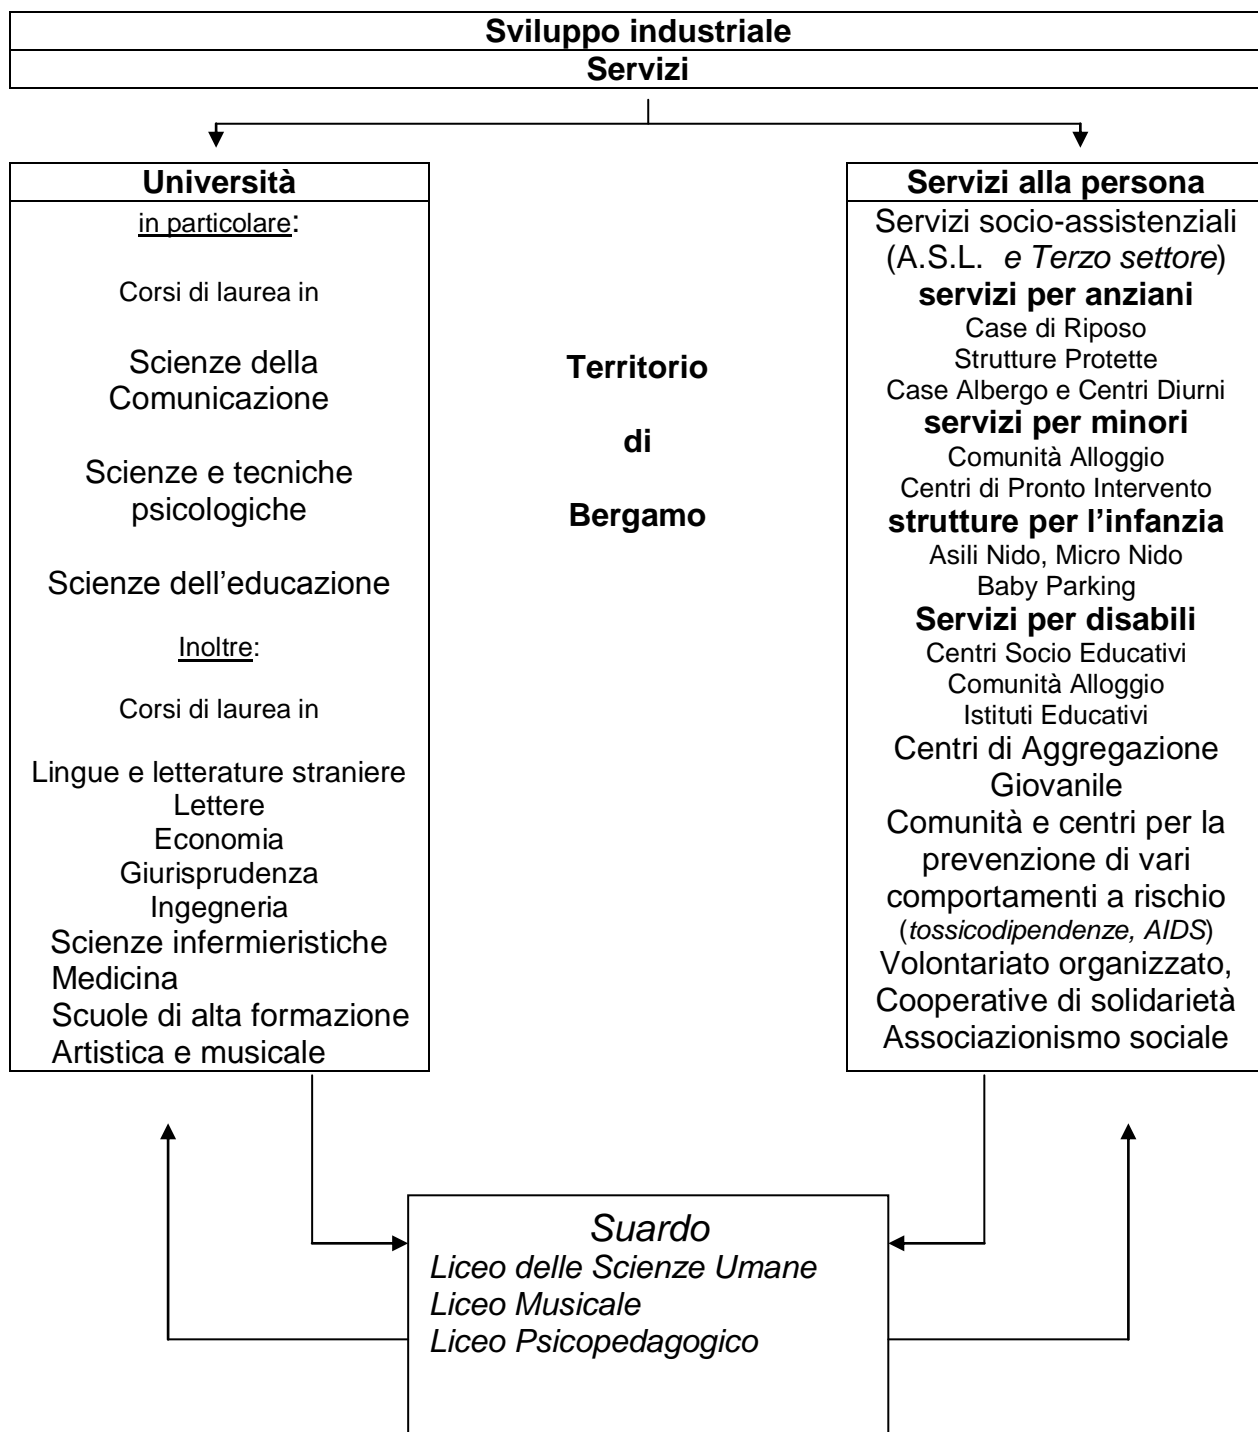 Sviluppo industriale
Servizi
Università
in particolare:
Corsi di laurea in
Scienze della
Comunicazione
Scienze e tecniche
psicologiche
Scienze dell’educazione
Inoltre:
Corsi di laurea in
Lingue e letterature straniere
Lettere
Economia
Giurisprudenza
Ingegneria
Scienze infermieristiche
Medicina
Scuole di alta formazione
Artistica e musicale
Territorio
di
Bergamo
Servizi alla persona
Servizi socio-assistenziali
(A.S.L. e Terzo settore)
servizi per anziani
Case di Riposo
Strutture Protette
Case Albergo e Centri Diurni
servizi per minori
Comunità Alloggio
Centri di Pronto Intervento
strutture per l’infanzia
Asili Nido, Micro Nido
Baby Parking
Servizi per disabili
Centri Socio Educativi
Comunità Alloggio
Istituti Educativi
Centri di Aggregazione
Giovanile
Comunità e centri per la
prevenzione di vari
comportamenti a rischio
(tossicodipendenze, AIDS)
Volontariato organizzato,
Cooperative di solidarietà
Associazionismo sociale
Suardo
Liceo delle Scienze Umane
Liceo Musicale
Liceo Psicopedagogico